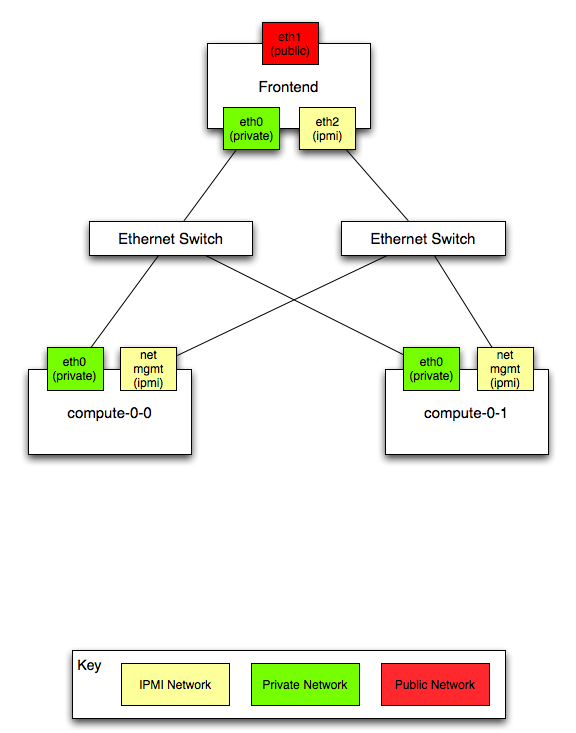 eth1
(public)
Frontend
eth0
(private)
eth2
(ipmi)
Ethernet Switch
Ethernet Switch
eth0
(private)
net
mgmt
(ipmi)
compute-0-0
eth0
(private)
net
mgmt
(ipmi)
compute-0-1
Key
IPMI Network
Private Network
Public Network